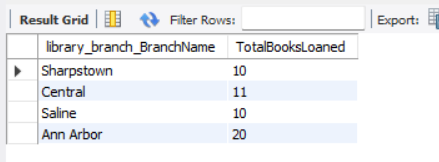 Result Grid Filter Rows: Export:
library_branch_BranchName TotalBooksLoaned
Sharpstown 10
Central 11
Saline 10
Ann Arbor 20